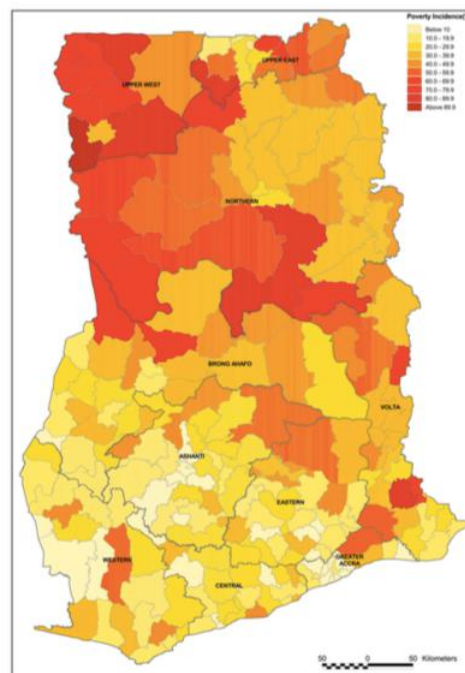 Poverty Incidence(
Below 10
10.0 - 19.9
20.0 - 29.9
30.0 - 39.9
40.0 - 49.9
50.0 - 59.9
60.0 - 69.9
70.0 - 79.9
80.0 - 89.9
Above 89.9
UPPER EAST
UPPER WEST
NORTHERN
BRONG AHAFO
VOLTA
ASHANTI
EASTERN
WESTERN
GREATER
ACCRA
CENTRAL
50 0 50 Kilometers